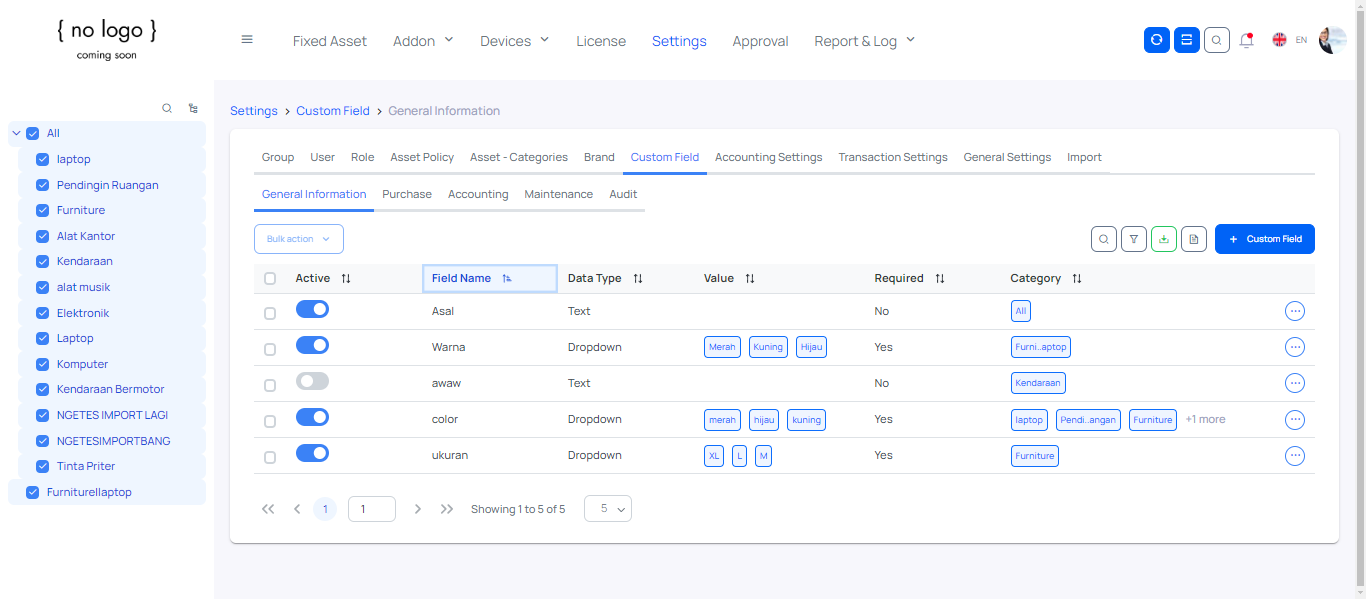 { no logo }
coming soon
Fixed Asset Addon Devices License Settings Approval Report & Log EN
All
laptop
Pendingin Ruangan
Furniture
Alat Kantor
Kendaraan
alat musik
Elektronik
Laptop
Komputer
Kendaraan Bermotor
NGETES IMPORT LAGI
NGETESIMPORTBANG
Tinta Priter
Furniturellaptop
Settings > Custom Field > General Information
Group User Role Asset Policy Asset - Categories Brand Custom Field Accounting Settings Transaction Settings General Settings Import
General Information Purchase Accounting Maintenance Audit
Bulk action + Custom Field
Active Field Name Data Type Value Required Category
Asal Text No All
Warna Dropdown Merah Kuning Hijau Yes Furni..aptop
awaw Text No Kendaraan
color Dropdown merah hijau kuning Yes laptop Pendi..angan Furniture +1 more
ukuran Dropdown XL L M Yes Furniture
1 1 Showing 1 to 5 of 5 5